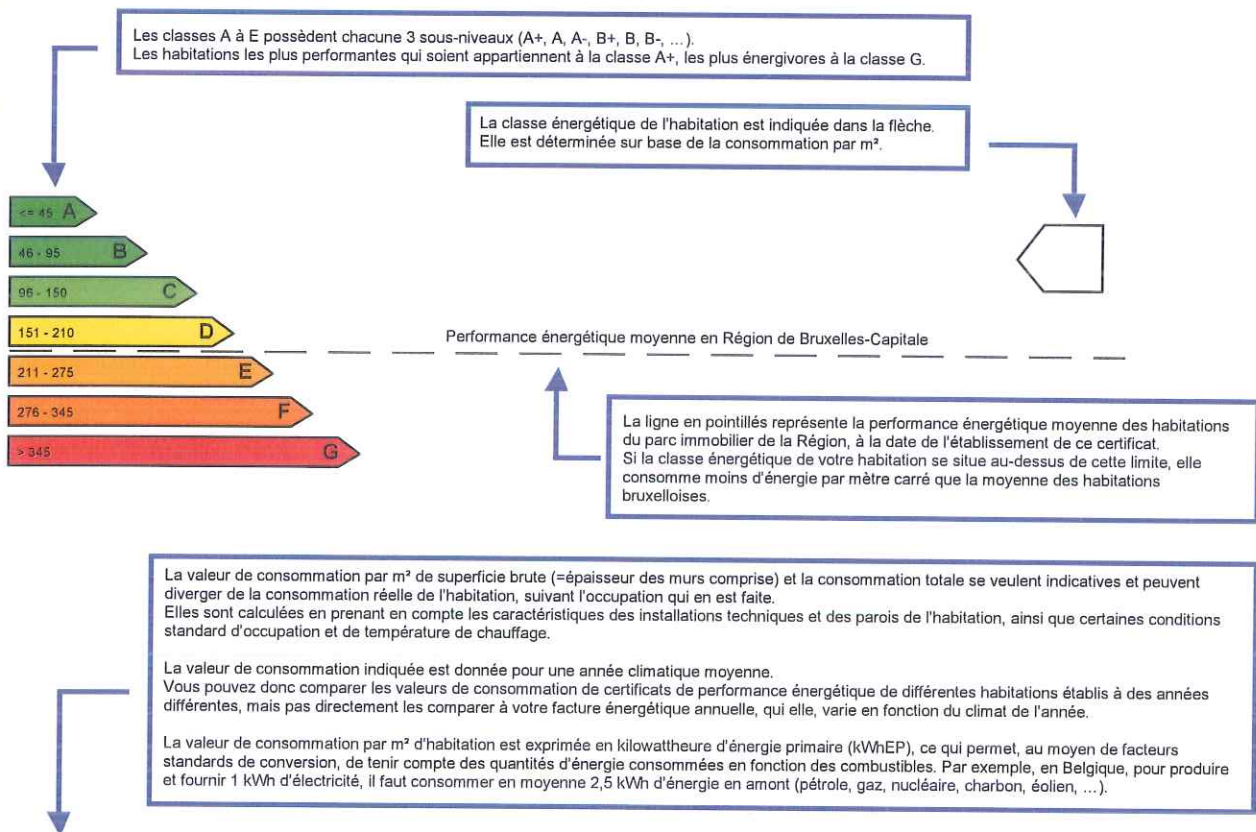 Les classes A à E possèdent chacune 3 sous-niveaux (A+, A, A-, B+, B, B-, ...).
Les habitations les plus performantes qui soient appartiennent à la classe A+, les plus énergivores à la classe G.
La classe énergétique de l'habitation est indiquée dans la flèche.
Elle est déterminée sur base de la consommation par m².
<= 45 A
46 - 95 B
96 - 150 C
151 - 210 D
Performance énergétique moyenne en Région de Bruxelles-Capitale
211 - 275 E
276 - 345 F
> 345 G
La ligne en pointillés représente la performance énergétique moyenne des habitations
du parc immobilier de la Région, à la date de l'établissement de ce certificat.
Si la classe énergétique de votre habitation se situe au-dessus de cette limite, elle
consomme moins d'énergie par mètre carré que la moyenne des habitations
bruxelloises.
La valeur de consommation par m² de superficie brute (=épaisseur des murs comprise) et la consommation totale se veulent indicatives et peuvent
diverger de la consommation réelle de l'habitation, suivant l'occupation qui en est faite.
Elles sont calculées en prenant en compte les caractéristiques des installations techniques et des parois de l'habitation, ainsi que certaines conditions
standard d'occupation et de température de chauffage.
La valeur de consommation indiquée est donnée pour une année climatique moyenne.
Vous pouvez donc comparer les valeurs de consommation de certificats de performance énergétique de différentes habitations établis à des années
différentes, mais pas directement les comparer à votre facture énergétique annuelle, qui elle, varie en fonction du climat de l'année.
La valeur de consommation par m² d'habitation est exprimée en kilowattheure d'énergie primaire (kWhEP), ce qui permet, au moyen de facteurs
standards de conversion, de tenir compte des quantités d'énergie consommées en fonction des combustibles. Par exemple, en Belgique, pour produire
et fournir 1 kWh d'électricité, il faut consommer en moyenne 2,5 kWh d'énergie en amont (pétrole, gaz, nucléaire, charbon, éolien, ...).